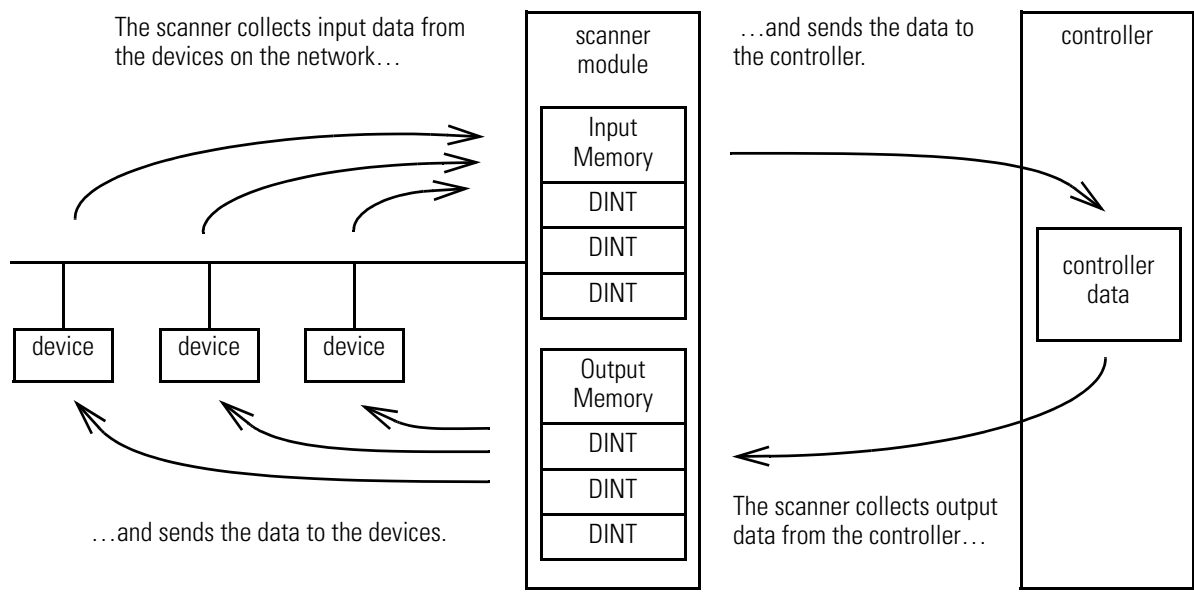 The scanner collects input data from
the devices on the network…
scanner
module
…and sends the data to
the controller.
controller
Input
Memory
DINT
DINT
DINT
controller
data
device
device
device
Output
Memory
DINT
DINT
DINT
The scanner collects output
data from the controller…
…and sends the data to the devices.